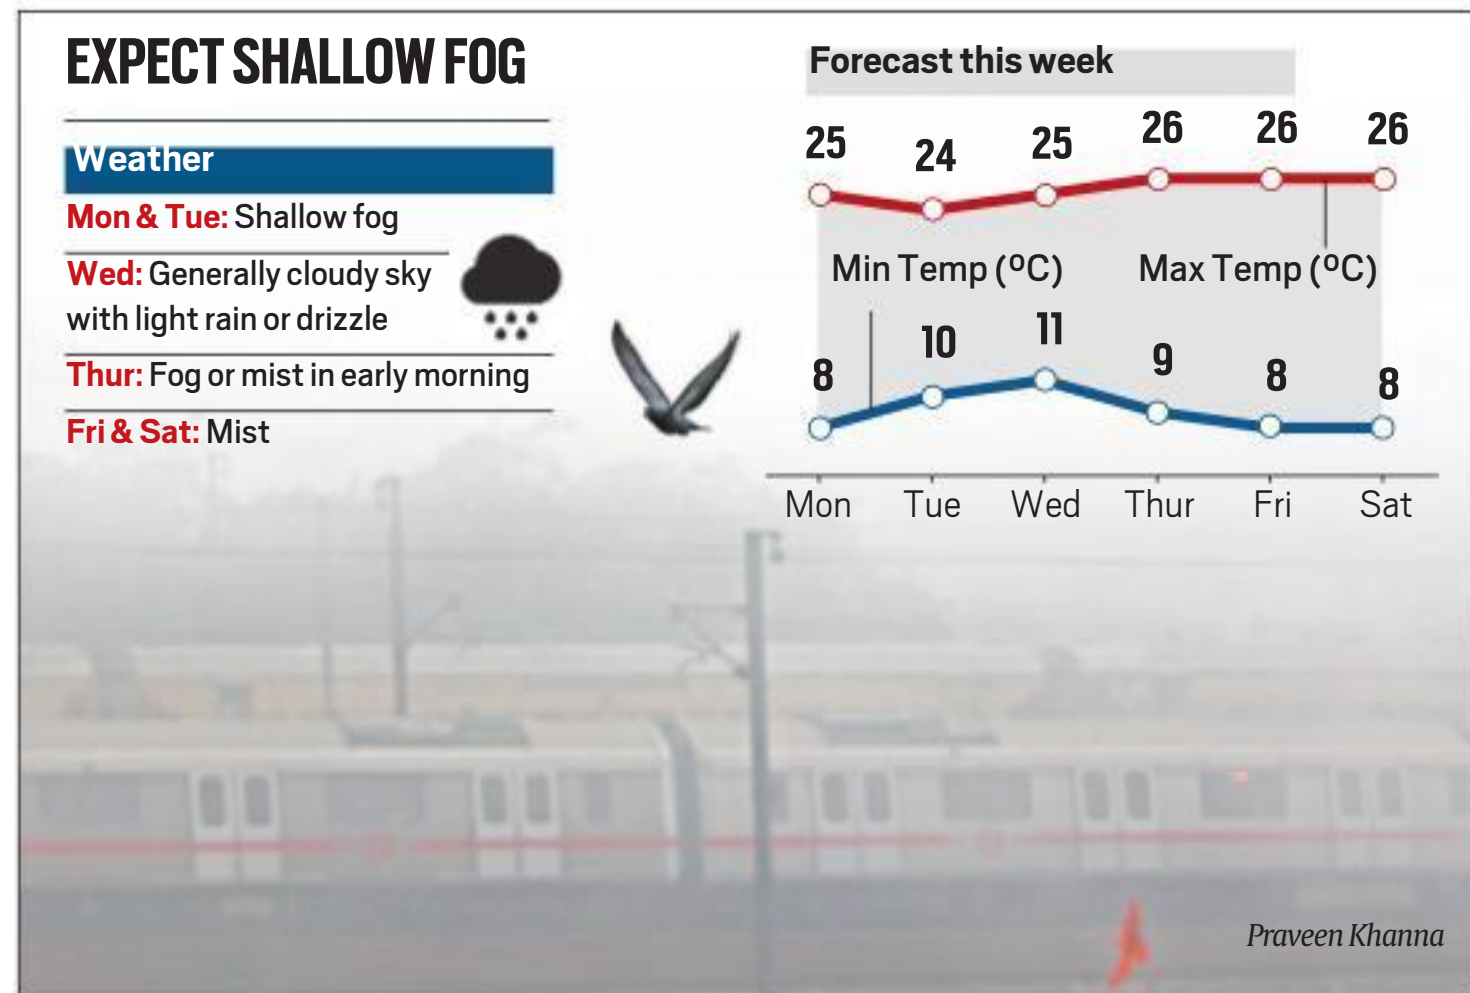 EXPECT SHALLOW FOG
Weather
Mon & Tue: Shallow fog
Wed: Generally cloudy sky
with light rain or drizzle
Thur: Fog or mist in early morning
Fri & Sat: Mist
Forecast this week
25 24 25 26 26 26
Min Temp (ºC) Max Temp (ºC)
8 10 11 9 8 8
Mon Tue Wed Thur Fri Sat
Praveen Khanna